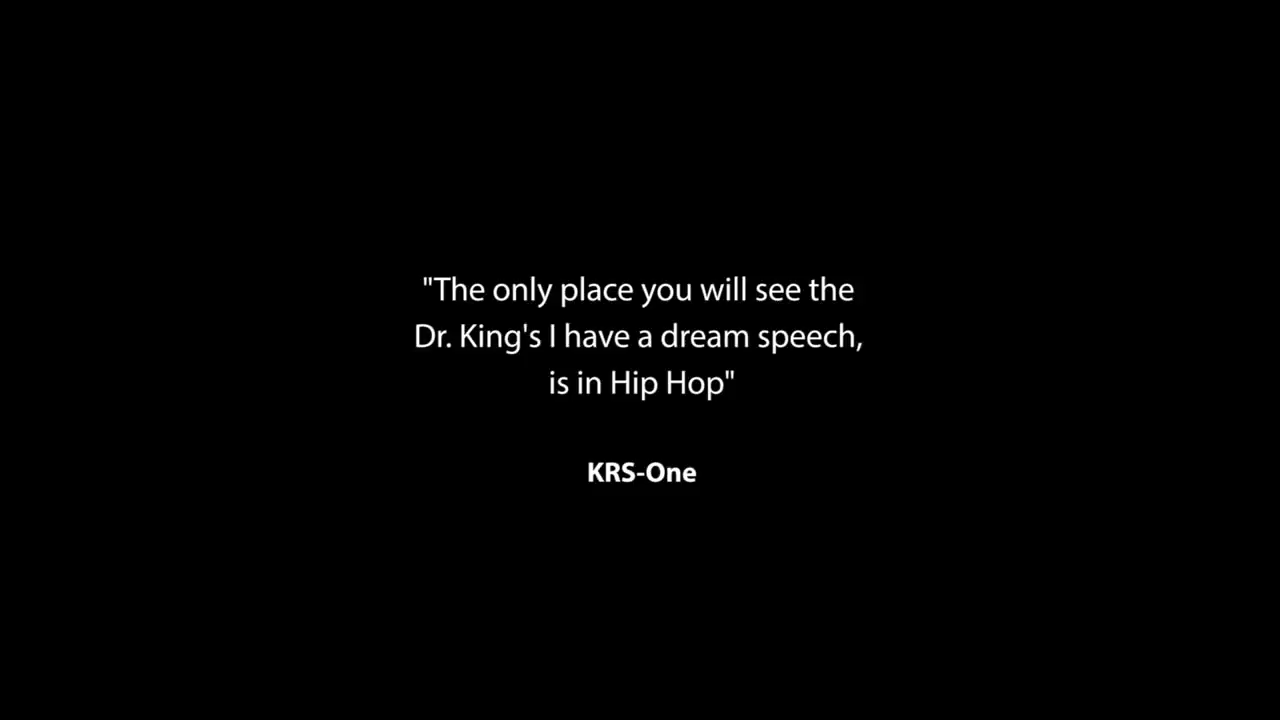 "The only place you will see the
Dr. King's I have a dream speech,
is in Hip Hop"
KRS-One